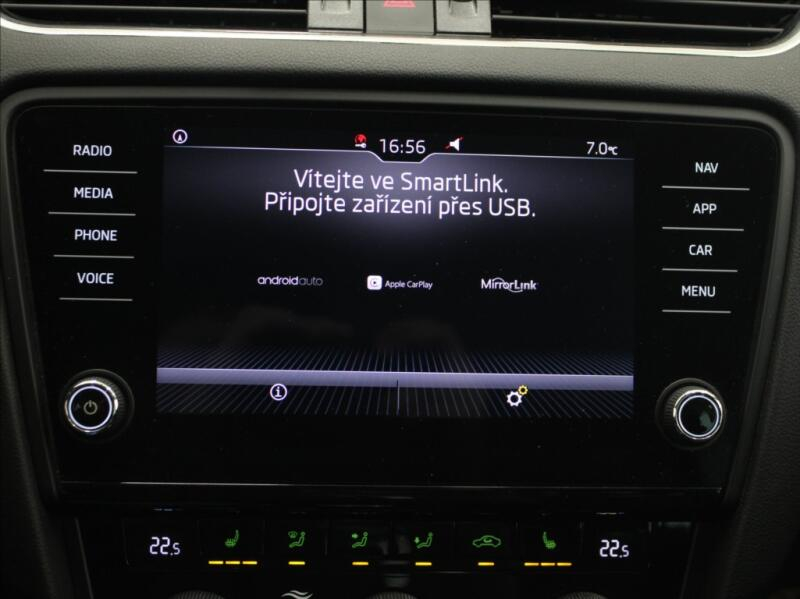 RADIO
MEDIA
PHONE
VOICE
16:56
7.0°C
Vítejte ve SmartLink.
Připojte zařízení přes USB.
androidauto
Apple CarPlay
MirrorLink
NAV
APP
CAR
MENU
22.5
22.5